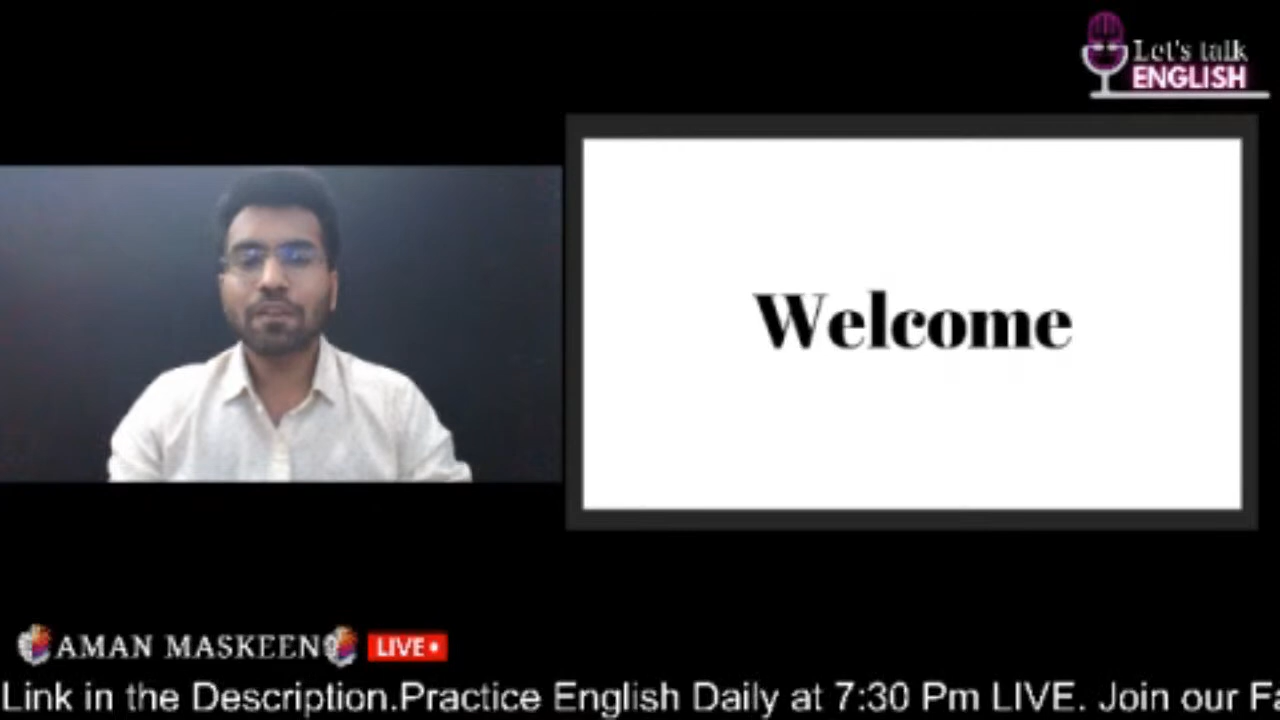 Let's talk
ENGLISH
Welcome
AMAN MASKEEN
LIVE
Link in the Description.Practice English Daily at 7:30 Pm LIVE. Join our Fa